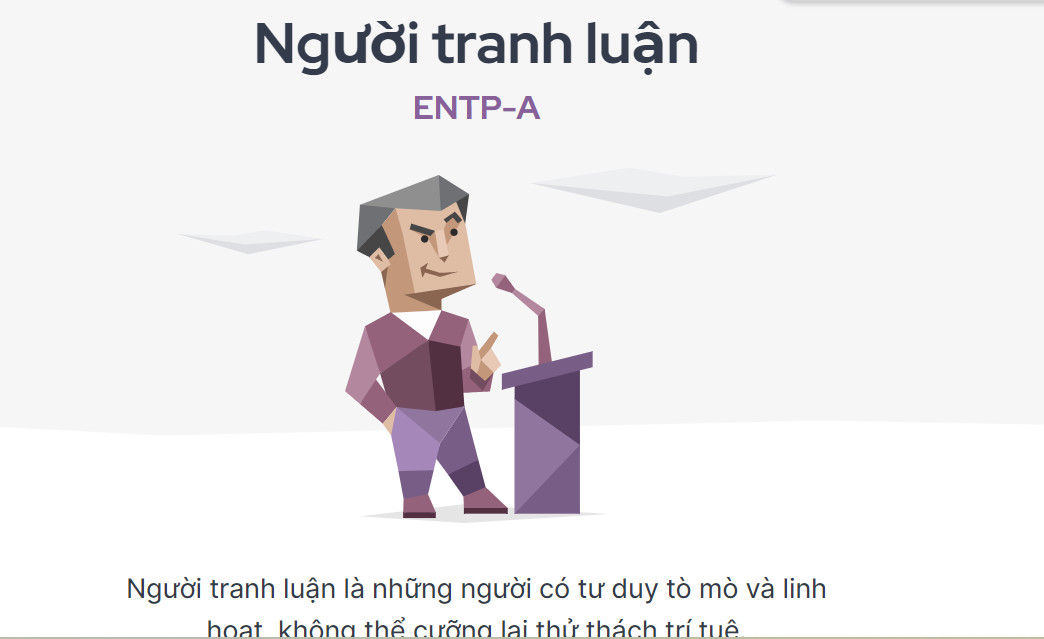 Người tranh luận
ENTP-A
Người tranh luận là những người có tư duy tò mò và linh
hoạt, không thể cưỡng lại thử thách trí tuệ.